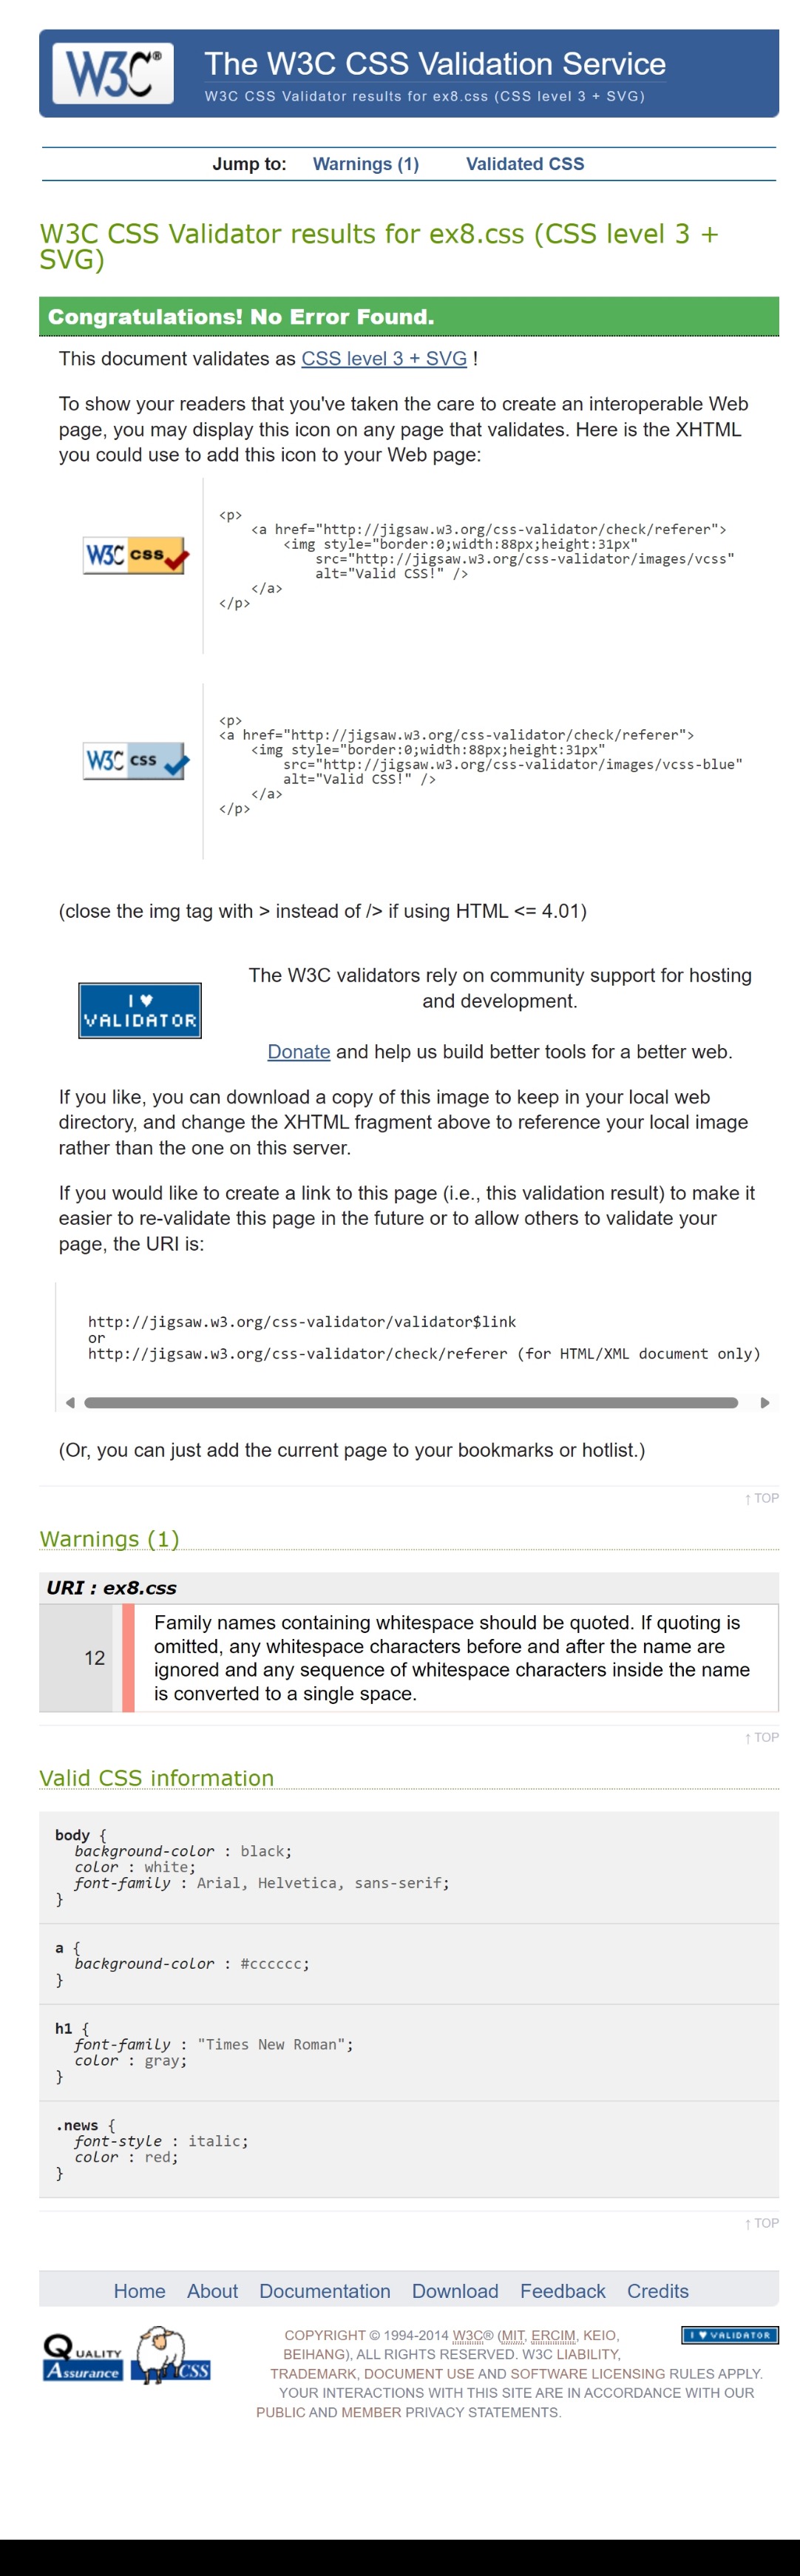 W3C®
The W3C CSS Validation Service
W3C CSS Validator results for ex8.css (CSS level 3 + SVG)
Jump to: Warnings (1) Validated CSS
W3C CSS Validator results for ex8.css (CSS level 3 +
SVG)
Congratulations! No Error Found.
This document validates as CSS level 3 + SVG !
To show your readers that you've taken the care to create an interoperable Web
page, you may display this icon on any page that validates. Here is the XHTML
you could use to add this icon to your Web page:
W3C css
<p>
    <a href="http://jigsaw.w3.org/css-validator/check/referer">
        <img style="border:0;width:88px;height:31px"
            src="http://jigsaw.w3.org/css-validator/images/vcss"
            alt="Valid CSS!" />
    </a>
</p>
W3C css
<p>
<a href="http://jigsaw.w3.org/css-validator/check/referer">
    <img style="border:0;width:88px;height:31px"
        src="http://jigsaw.w3.org/css-validator/images/vcss-blue"
        alt="Valid CSS!" />
    </a>
</p>
(close the img tag with > instead of /> if using HTML <= 4.01)
I ♥
VALIDATOR
The W3C validators rely on community support for hosting
and development.
Donate and help us build better tools for a better web.
If you like, you can download a copy of this image to keep in your local web
directory, and change the XHTML fragment above to reference your local image
rather than the one on this server.
If you would like to create a link to this page (i.e., this validation result) to make it
easier to re-validate this page in the future or to allow others to validate your
page, the URI is:
http://jigsaw.w3.org/css-validator/validator$link
or
http://jigsaw.w3.org/css-validator/check/referer (for HTML/XML document only)
(Or, you can just add the current page to your bookmarks or hotlist.)
↑ TOP
Warnings (1)
URI : ex8.css
12
Family names containing whitespace should be quoted. If quoting is
omitted, any whitespace characters before and after the name are
ignored and any sequence of whitespace characters inside the name
is converted to a single space.
↑ TOP
Valid CSS information
body {
  background-color : black;
  color : white;
  font-family : Arial, Helvetica, sans-serif;
}
a {
  background-color : #cccccc;
}
h1 {
  font-family : "Times New Roman";
  color : gray;
}
.news {
  font-style : italic;
  color : red;
}
↑ TOP
Home About Documentation Download Feedback Credits
QUALITY
Assurance
CSS
COPYRIGHT © 1994-2014 W3C® (MIT, ERCIM, KEIO,
BEIHANG), ALL RIGHTS RESERVED. W3C LIABILITY,
TRADEMARK, DOCUMENT USE AND SOFTWARE LICENSING RULES APPLY.
YOUR INTERACTIONS WITH THIS SITE ARE IN ACCORDANCE WITH OUR
PUBLIC AND MEMBER PRIVACY STATEMENTS.
I ♥ VALIDATOR